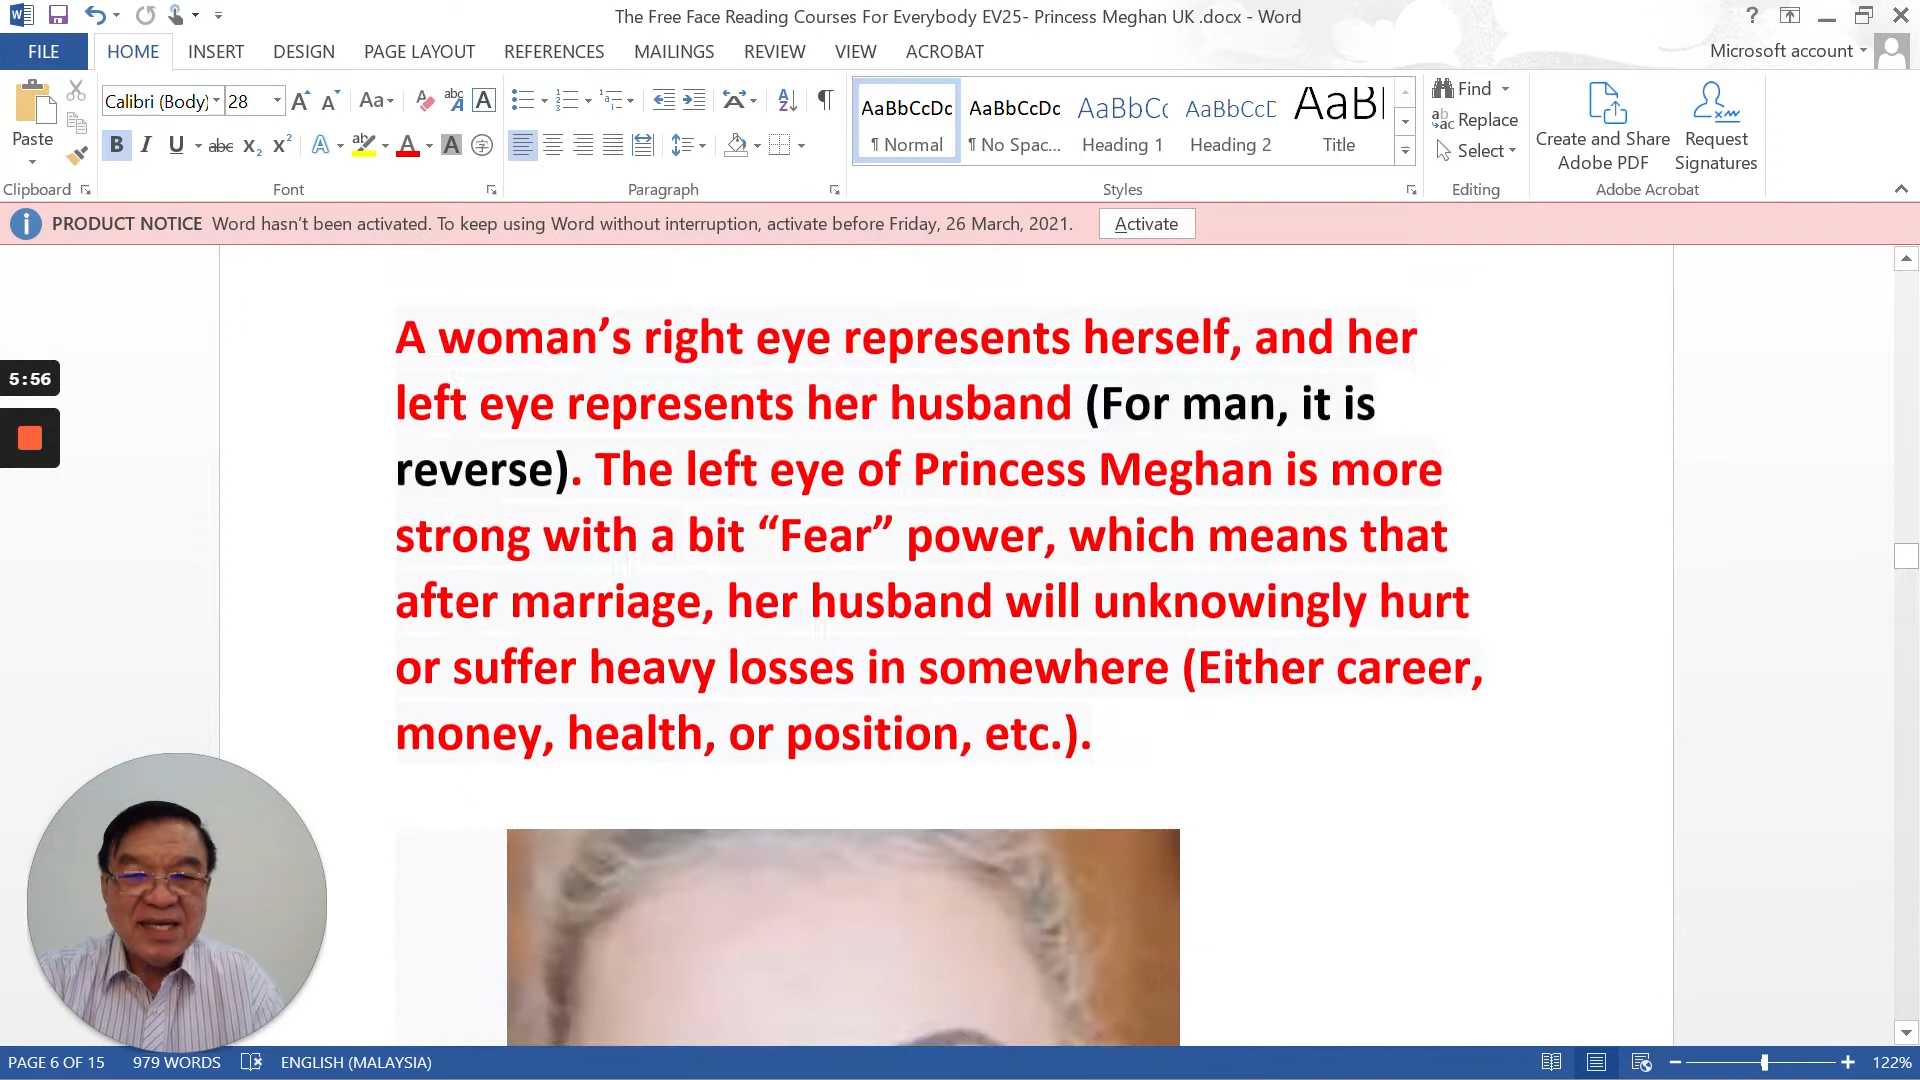 The Free Face Reading Courses For Everybody EV25- Princess Meghan UK .docx - Word
FILE HOME INSERT DESIGN PAGE LAYOUT REFERENCES MAILINGS REVIEW VIEW ACROBAT Microsoft account
Calibri (Body) 28
Paste
Clipboard Font Paragraph Styles Editing Adobe Acrobat
AaBbCcDc AaBbCcDc AaBbCc AaBbCcD AaBl
¶ Normal ¶ No Spac... Heading 1 Heading 2 Title
Find
Replace
Select
Create and Share
Adobe PDF
Request
Signatures
PRODUCT NOTICE Word hasn't been activated. To keep using Word without interruption, activate before Friday, 26 March, 2021. Activate
A woman’s right eye represents herself, and her
left eye represents her husband (For man, it is
reverse). The left eye of Princess Meghan is more
strong with a bit “Fear” power, which means that
after marriage, her husband will unknowingly hurt
or suffer heavy losses in somewhere (Either career,
money, health, or position, etc.).
5:56
PAGE 6 OF 15 979 WORDS ENGLISH (MALAYSIA) 122%